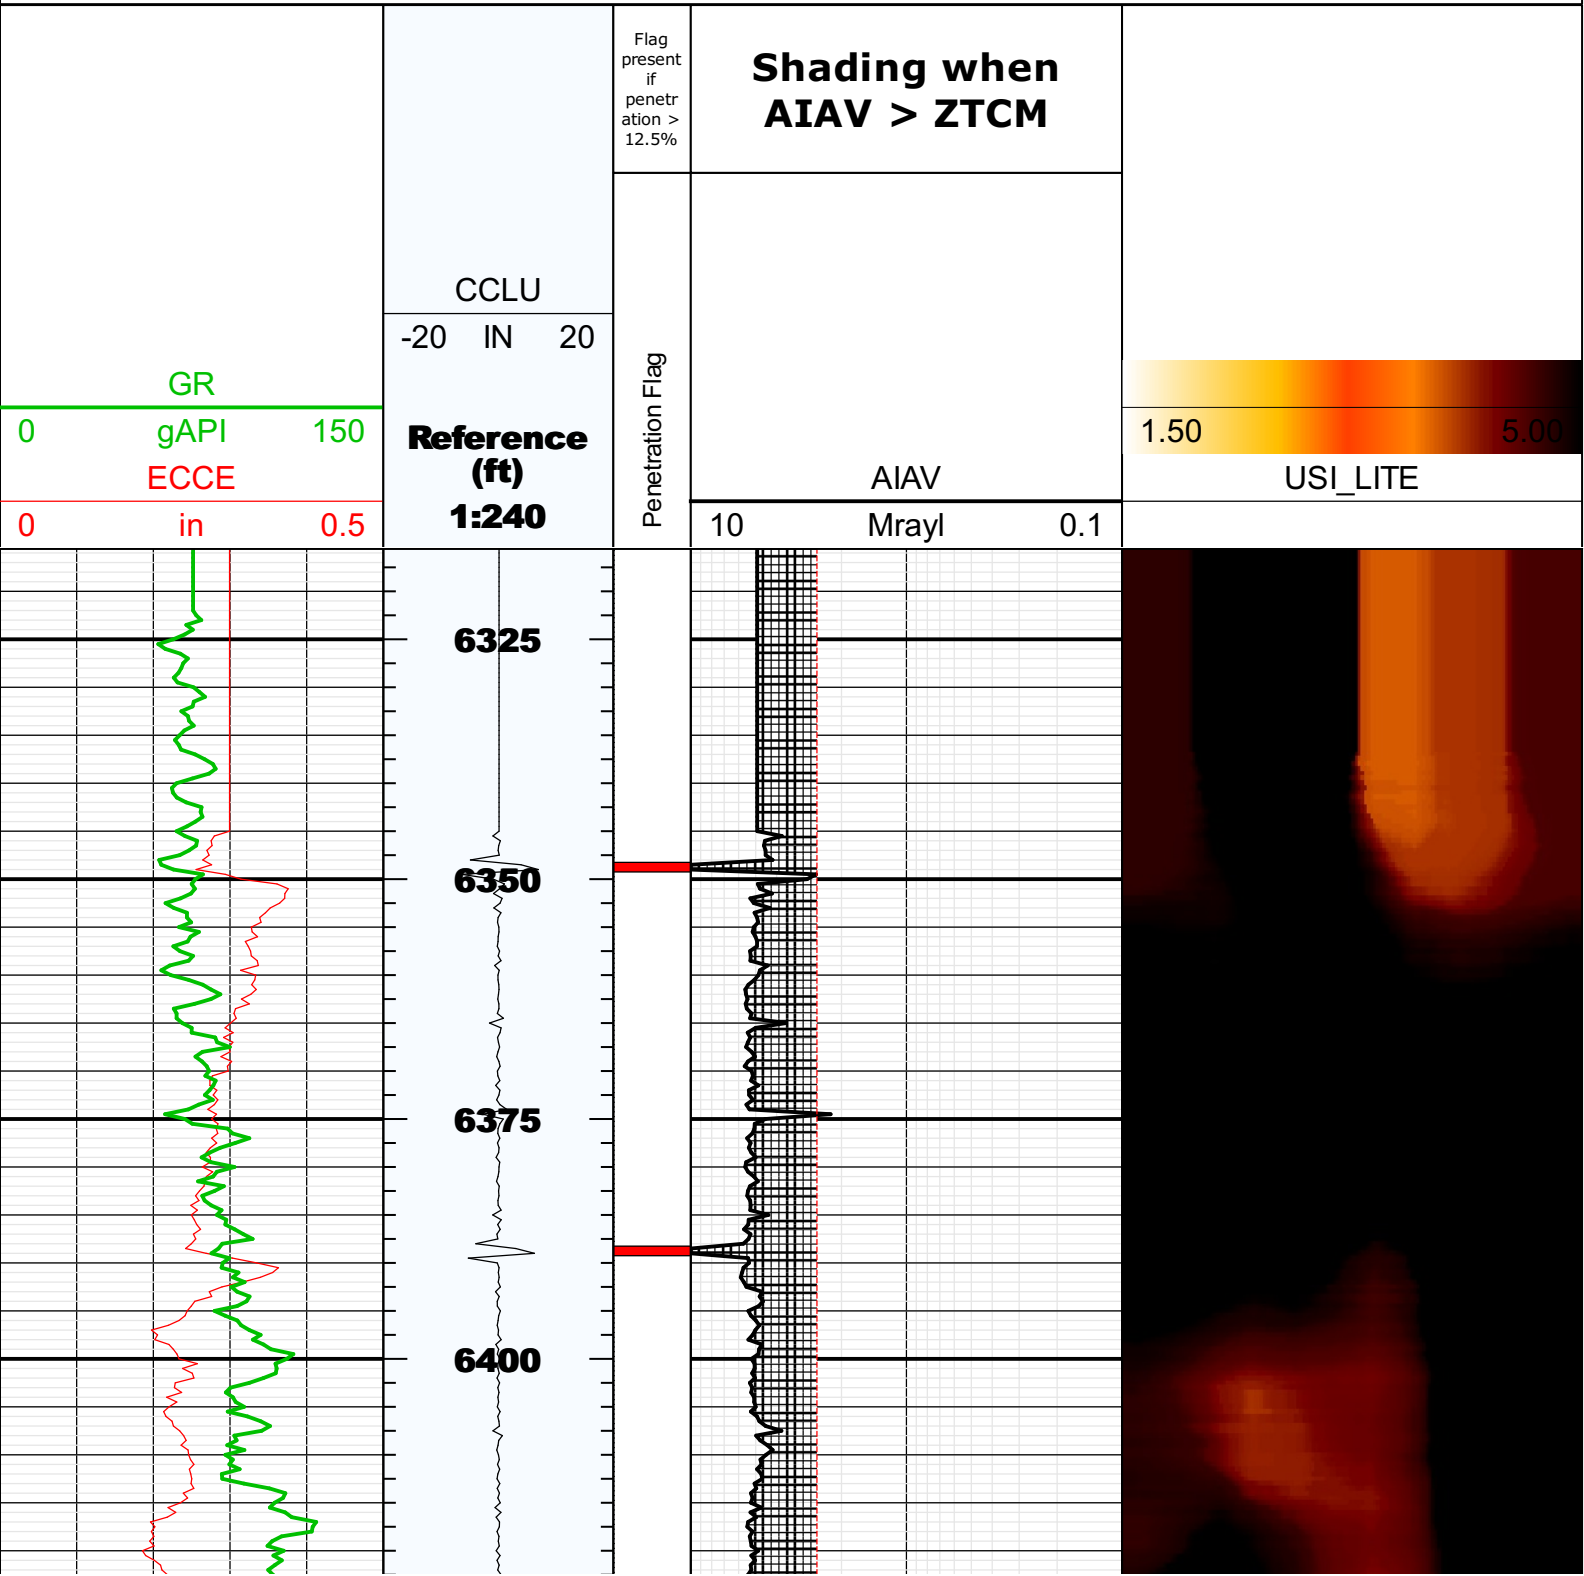 Flag
present
if
penetr
ation >
12.5%
Shading when
AIAV > ZTCM
CCLU
-20 IN 20
GR
0 gAPI 150
ECCE
0 in 0.5
Reference
(ft)
1:240
Penetration Flag
AIAV
10 Mrayl 0.1
1.50 5.00
USI_LITE
6325
6350
6375
6400